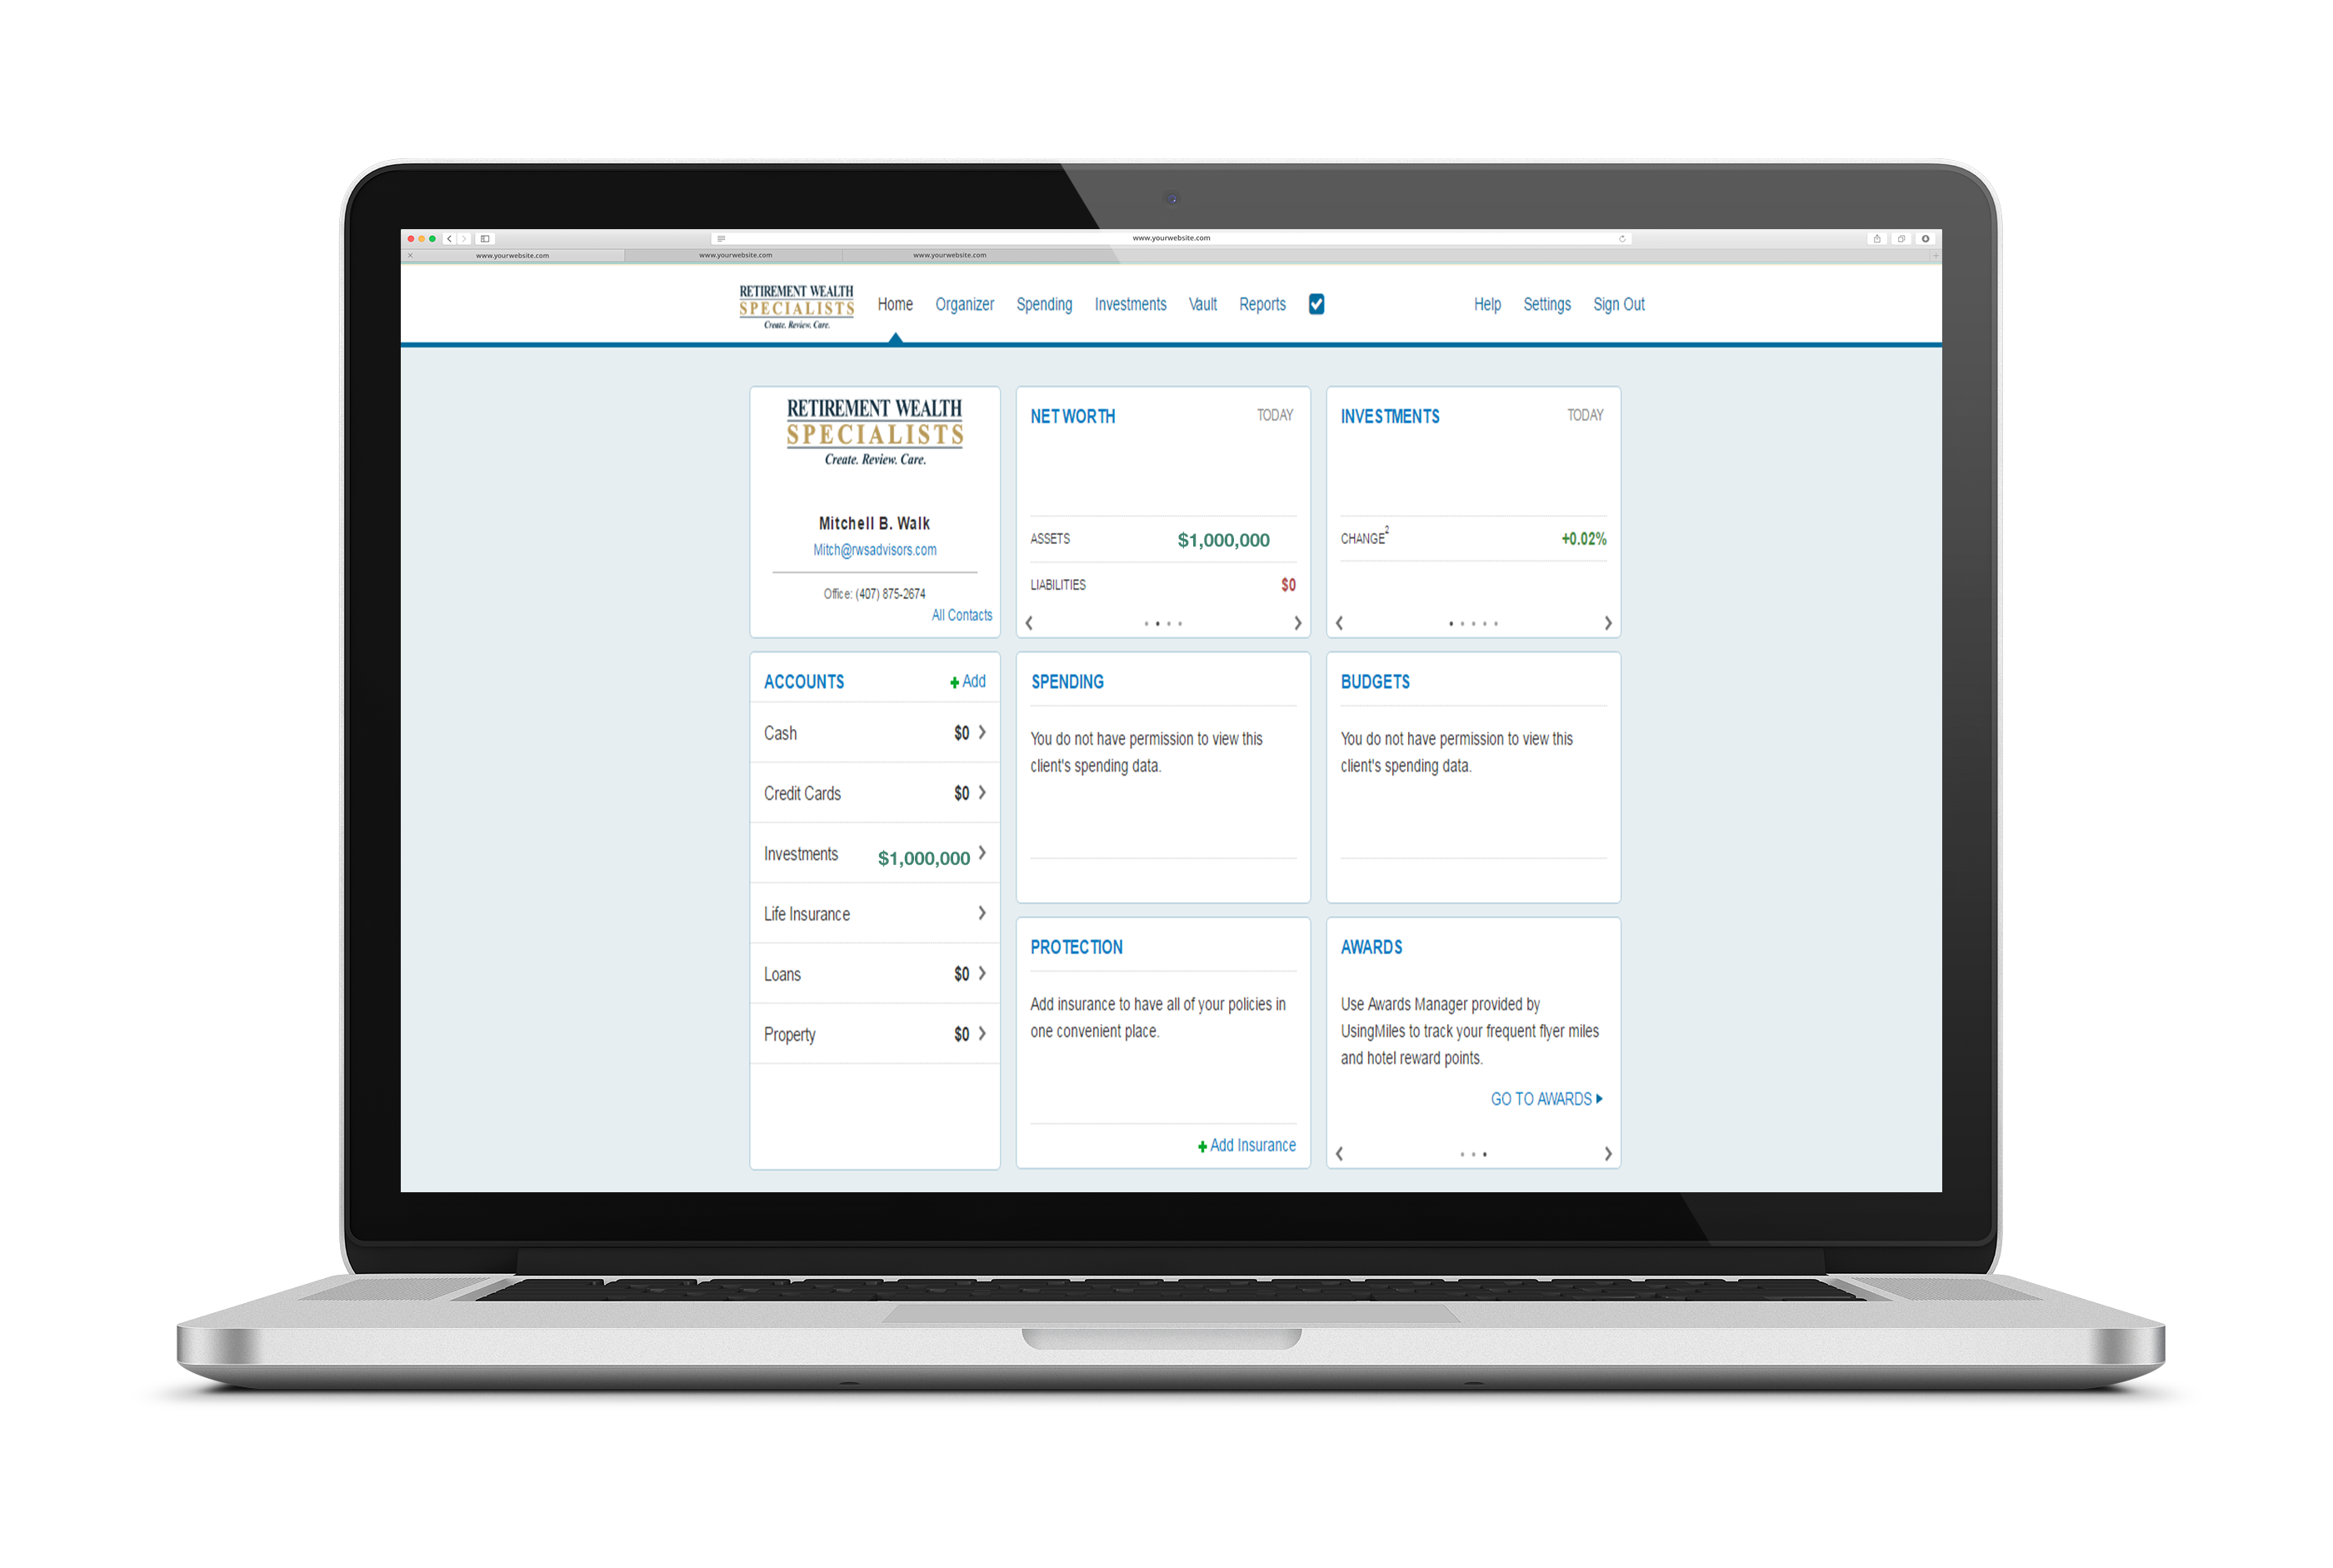 www.yourwebsite.com
www.yourwebsite.com www.yourwebsite.com www.yourwebsite.com
RETIREMENT WEALTH
SPECIALISTS
Create. Review. Care.
Home Organizer Spending Investments Vault Reports Help Settings Sign Out
RETIREMENT WEALTH
SPECIALISTS
Create. Review. Care.
Mitchell B. Walk
Mitch@rwsadvisors.com
Office: (407) 875-2674
All Contacts
NET WORTH TODAY
ASSETS $1,000,000
LIABILITIES $0
INVESTMENTS TODAY
CHANGE2 +0.02%
ACCOUNTS + Add
Cash $0
Credit Cards $0
Investments $1,000,000
Life Insurance
Loans $0
Property $0
SPENDING
You do not have permission to view this
client's spending data.
BUDGETS
You do not have permission to view this
client's spending data.
PROTECTION
Add insurance to have all of your policies in
one convenient place.
+ Add Insurance
AWARDS
Use Awards Manager provided by
UsingMiles to track your frequent flyer miles
and hotel reward points.
GO TO AWARDS